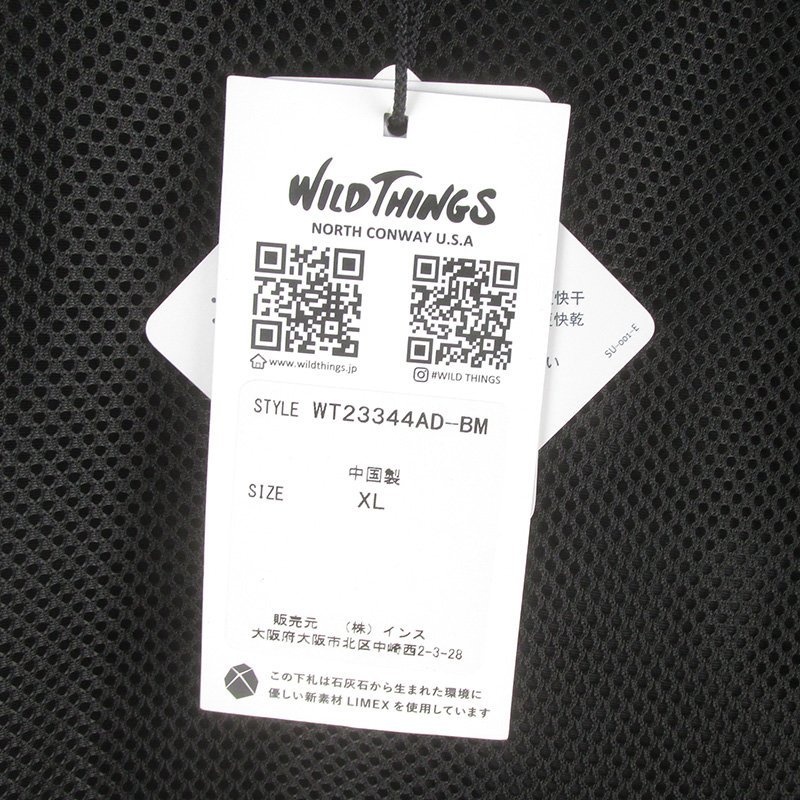 WILD THINGS
NORTH CONWAY U.S.A
www.wildthings.jp
#WILD THINGS
STYLE WT23344AD-BM
中国製
SIZE XL
販売元 (株)インス
大阪府大阪市北区中崎西2-3-28
この下札は石灰石から生まれた環境に
優しい新素材 LIMEX を使用しています
快干
快乾
い
SU-001-E